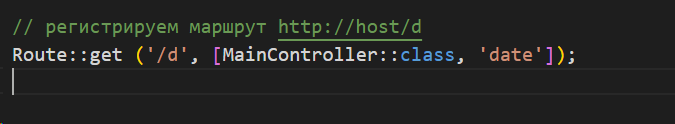 // регистрируем маршрут http://host/d
Route::get ('/d', [MainController::class, 'date']);